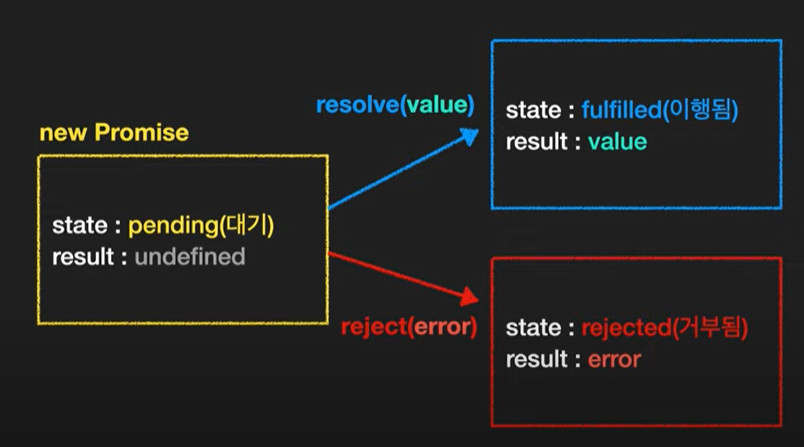 new Promise
state : pending(대기)
result : undefined
resolve(value)
state : fulfilled(이행됨)
result : value
reject(error)
state : rejected(거부됨)
result : error